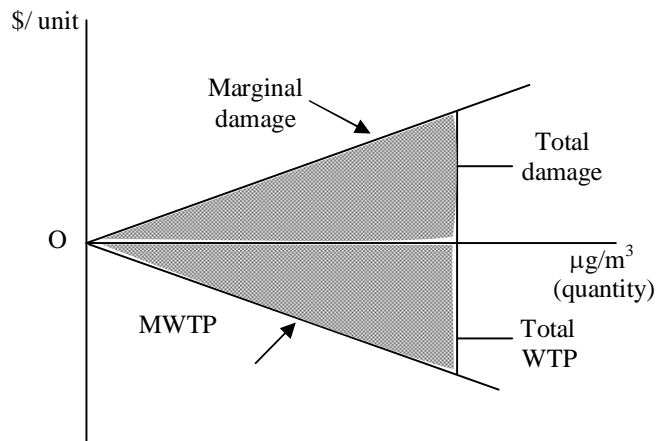 $/ unit
Marginal
damage
Total
damage
O
μg/m³
(quantity)
MWTP
Total
WTP